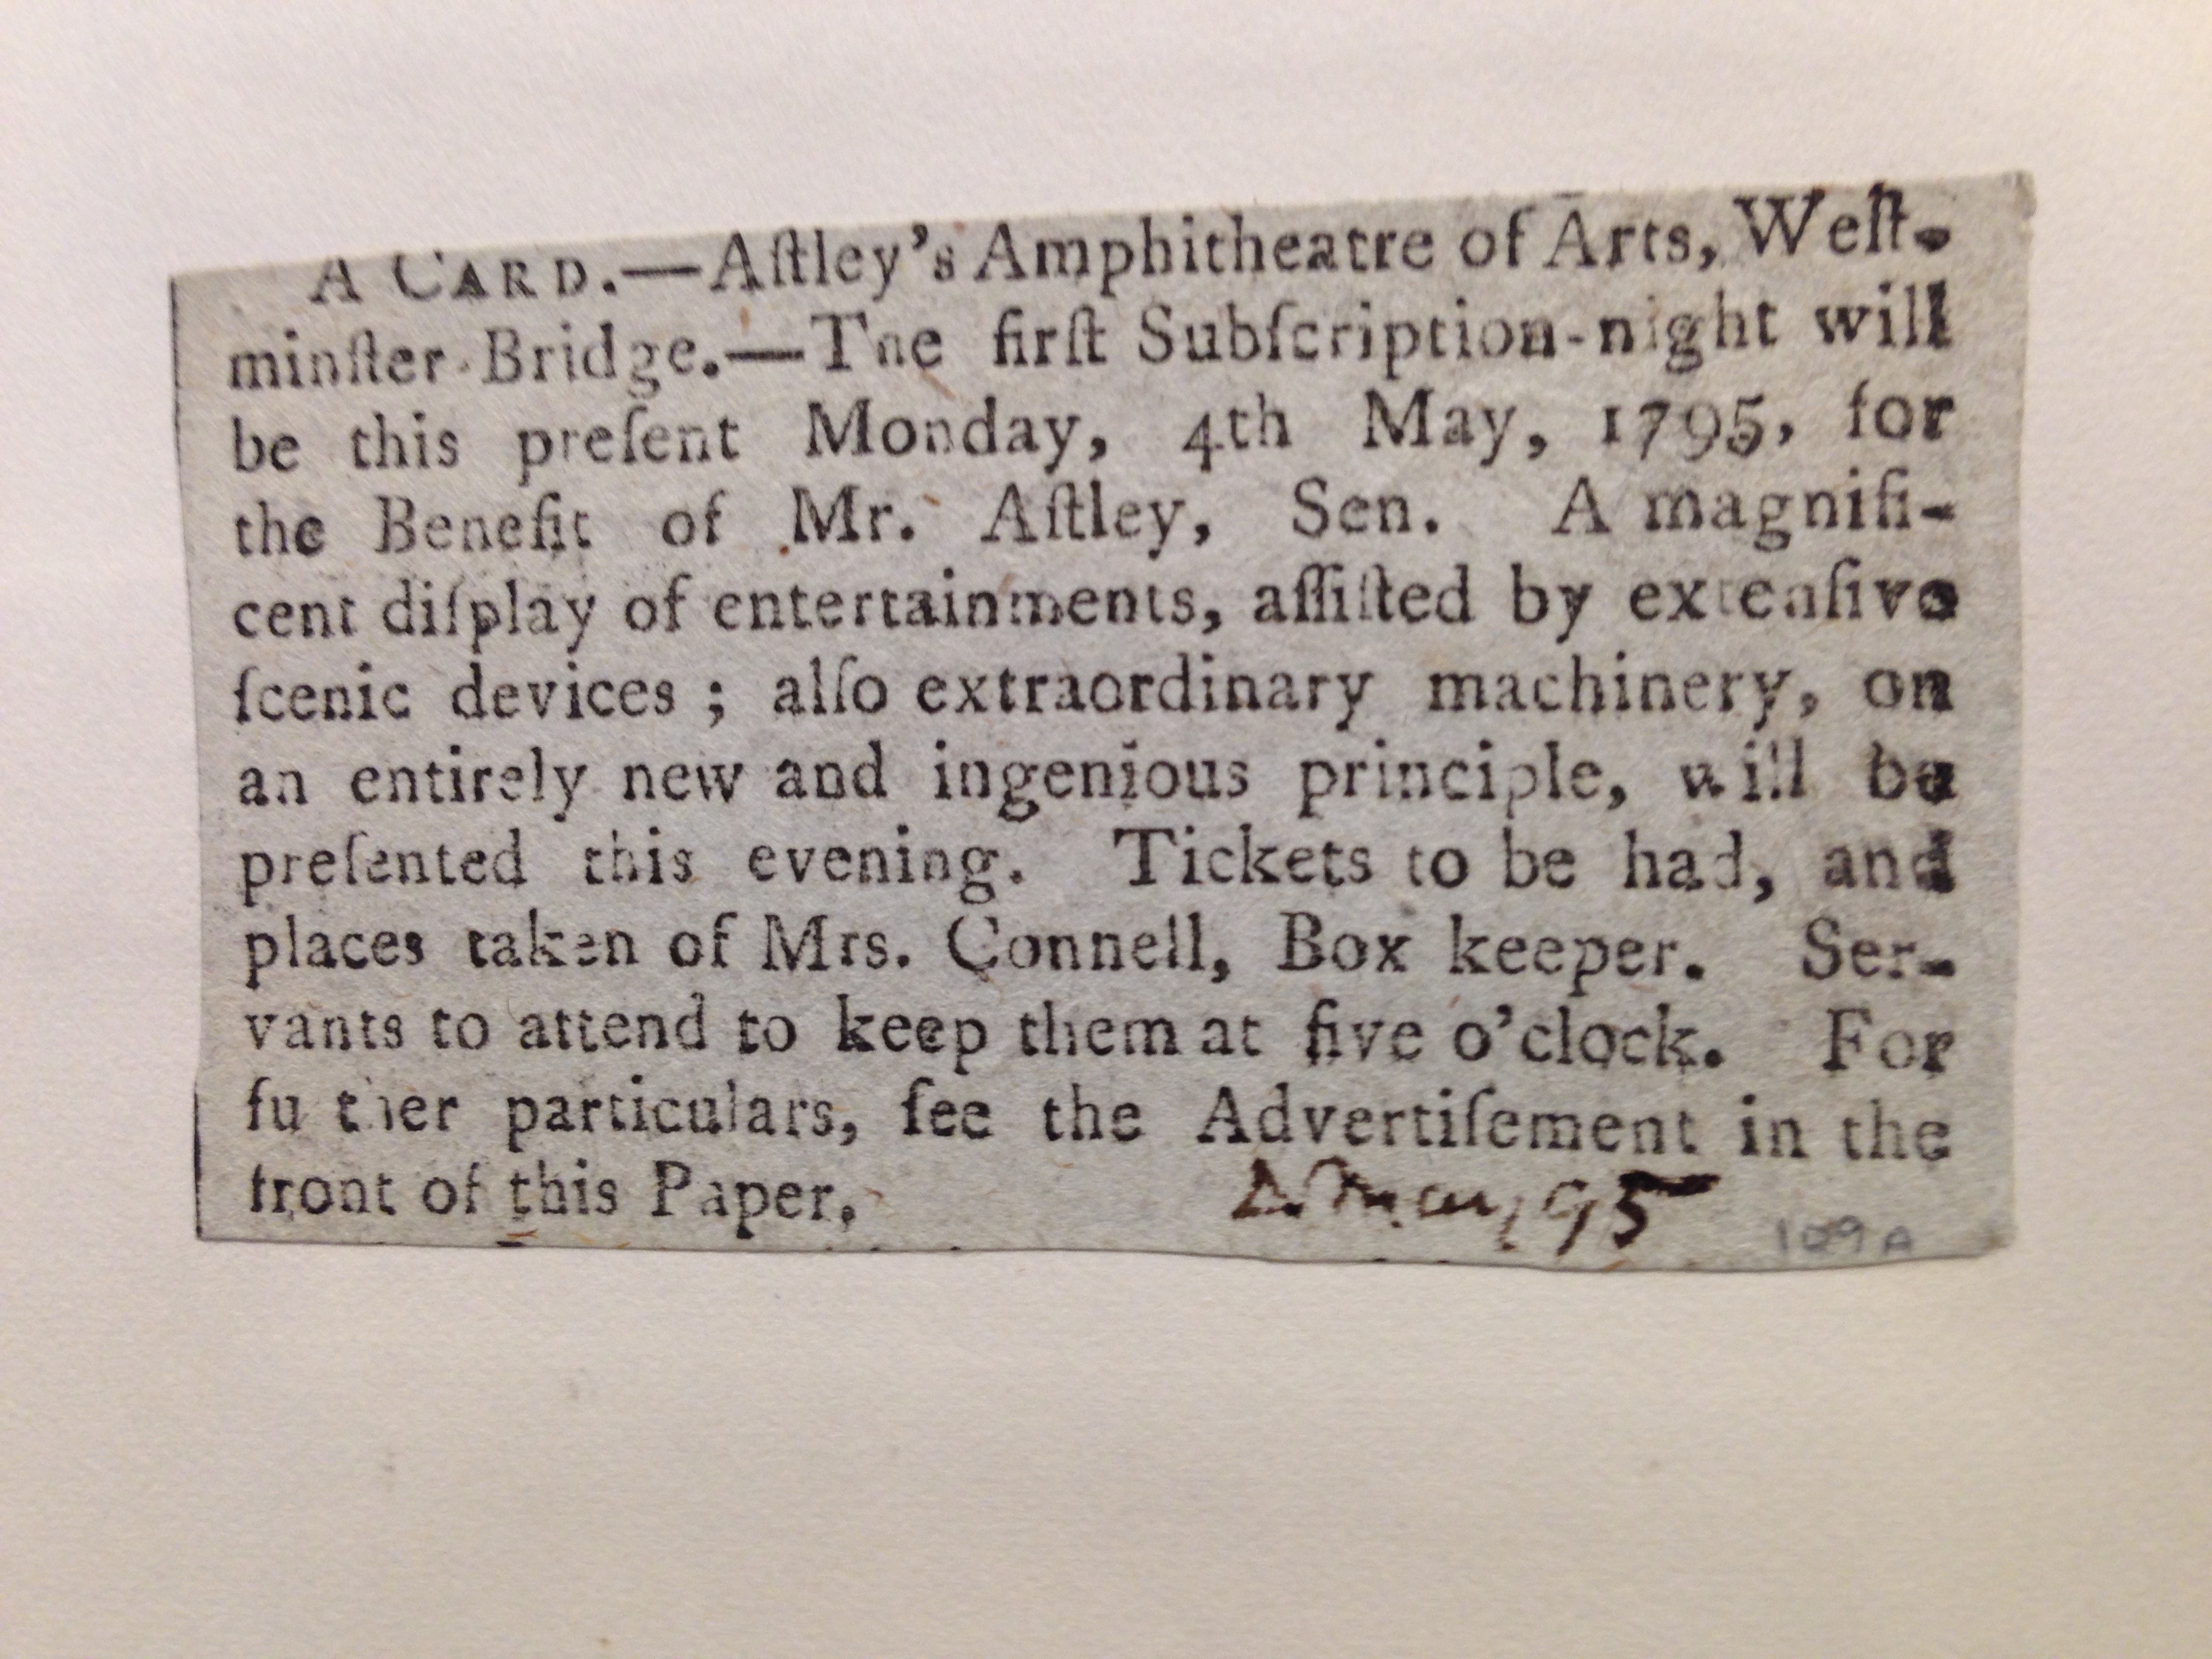 A CARD.—Aſtley's Amphitheatre of Arts, Weſt-
minſter-Bridge.—The firſt Subſcription-night will
be this preſent Monday, 4th May, 1795, for
the Benefit of Mr. Aſtley, Sen. A magnifi-
cent diſplay of entertainments, aſſiſted by extenſive
ſcenic devices; alſo extraordinary machinery, on
an entirely new and ingenious principle, will be
preſented this evening. Tickets to be had, and
places taken of Mrs. Connell, Box keeper. Ser-
vants to attend to keep them at five o'clock. For
fu ther particulars, ſee the Advertiſement in the
front of this Paper.
May 95
109A